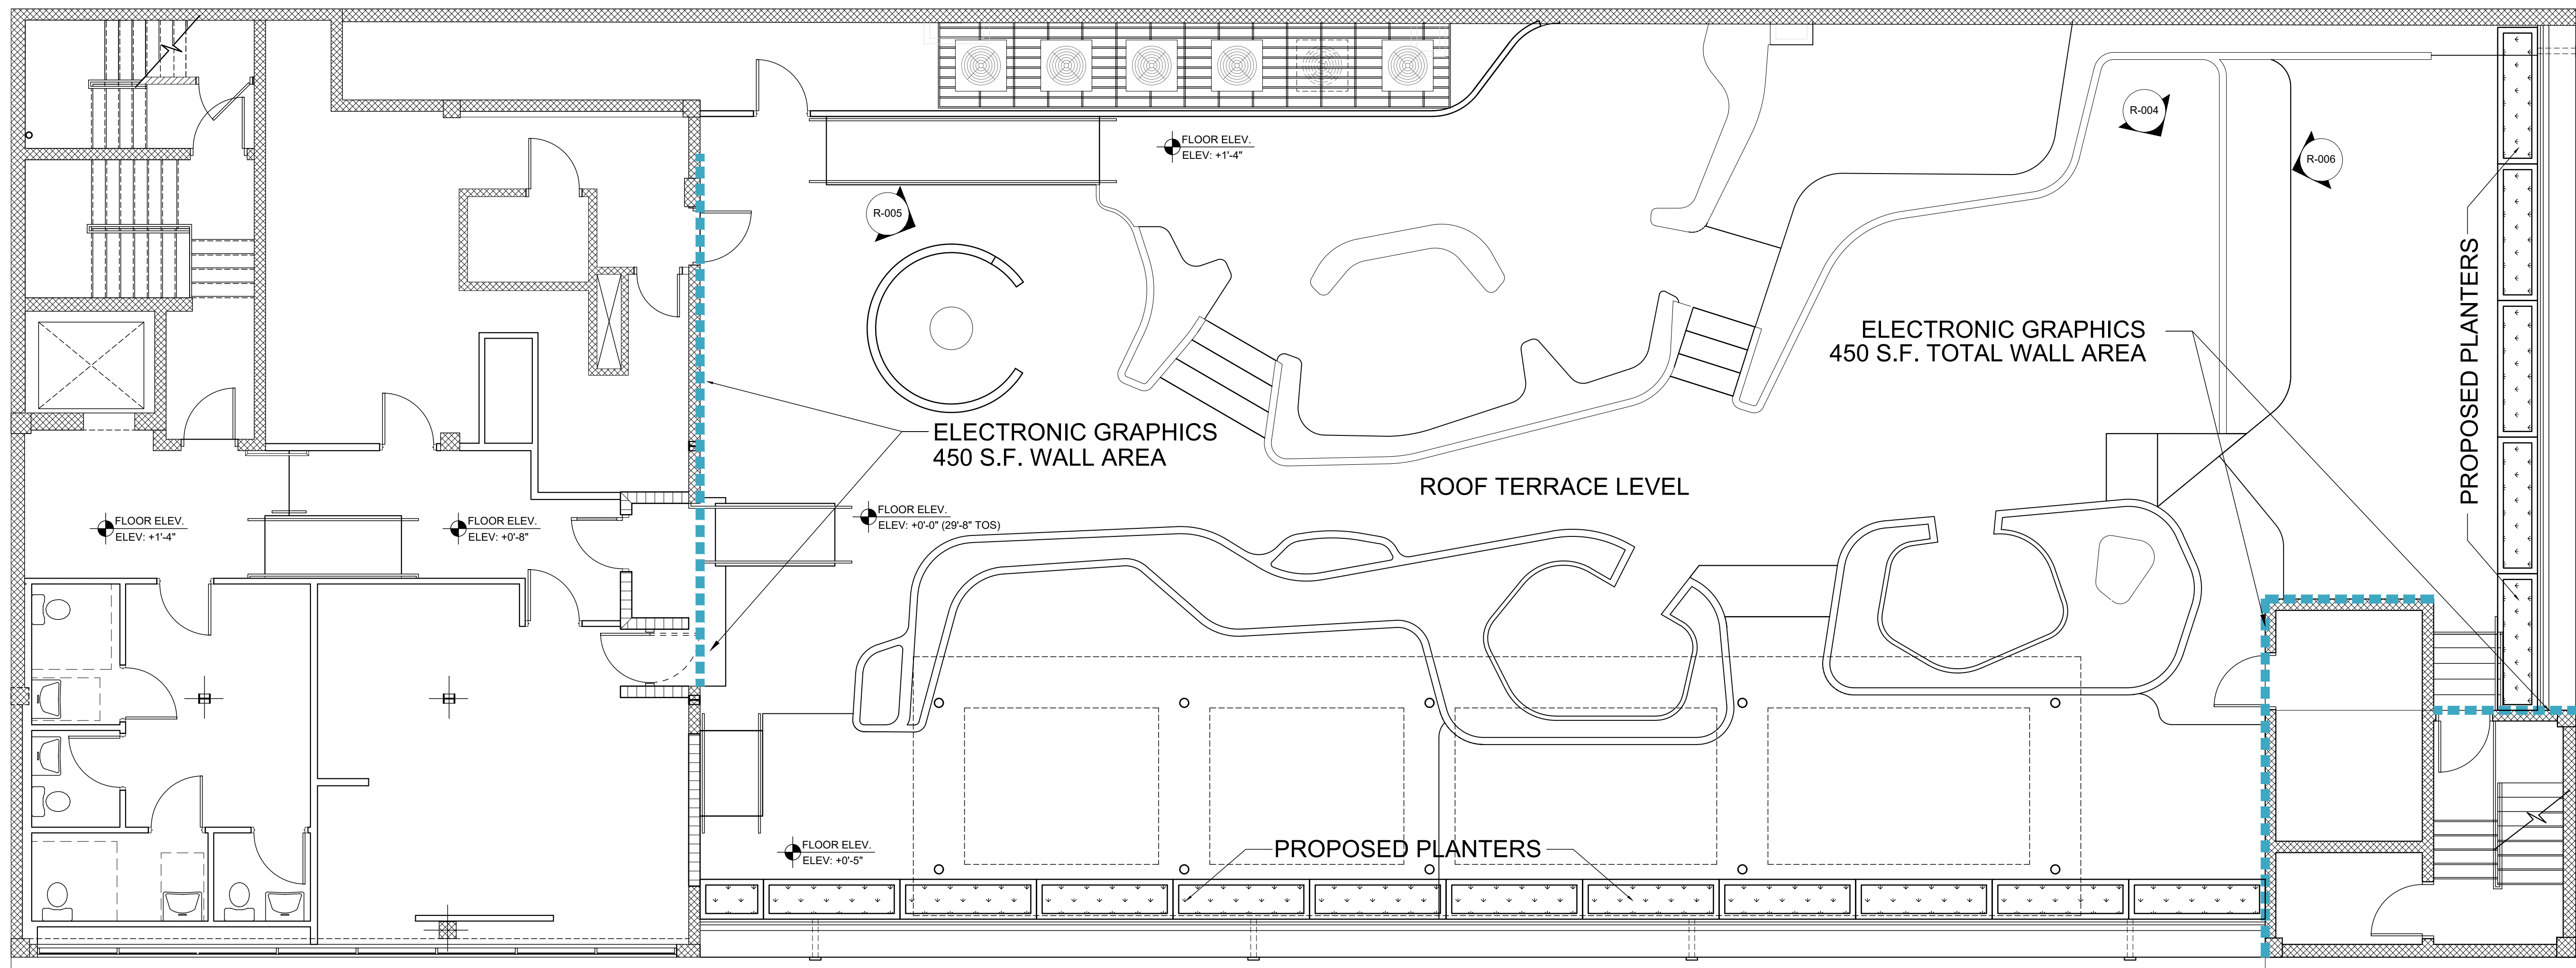 FLOOR ELEV.
ELEV: +1'-4"
R-004
R-006
R-005
PROPOSED PLANTERS
ELECTRONIC GRAPHICS
450 S.F. TOTAL WALL AREA
ELECTRONIC GRAPHICS
450 S.F. WALL AREA
ROOF TERRACE LEVEL
FLOOR ELEV.
ELEV: +1'-4"
FLOOR ELEV.
ELEV: +0'-8"
FLOOR ELEV.
ELEV: +0'-0" (29'-8" TOS)
FLOOR ELEV.
ELEV: +0'-5"
PROPOSED PLANTERS